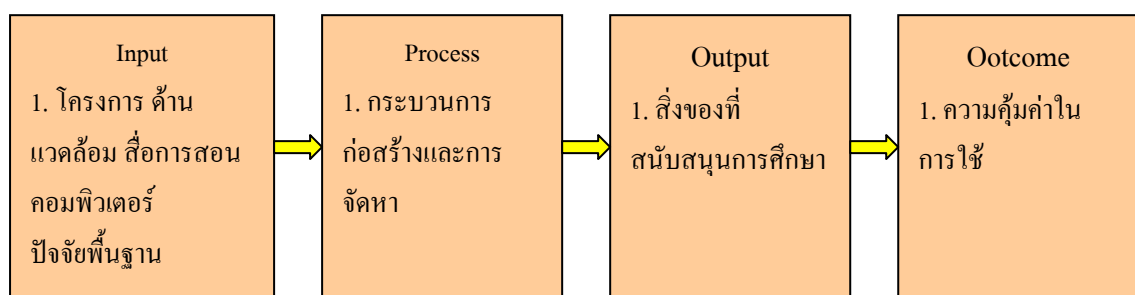 Input
1. โครงการ ด้าน
แวดล้อม สื่อการสอน
คอมพิวเตอร์
ปัจจัยพื้นฐาน
Process
1. กระบวนการ
ก่อสร้างและการ
จัดหา
Output
1. สิ่งของที่
สนับสนุนการศึกษา
Ootcome
1. ความคุ้มค่าใน
การใช้